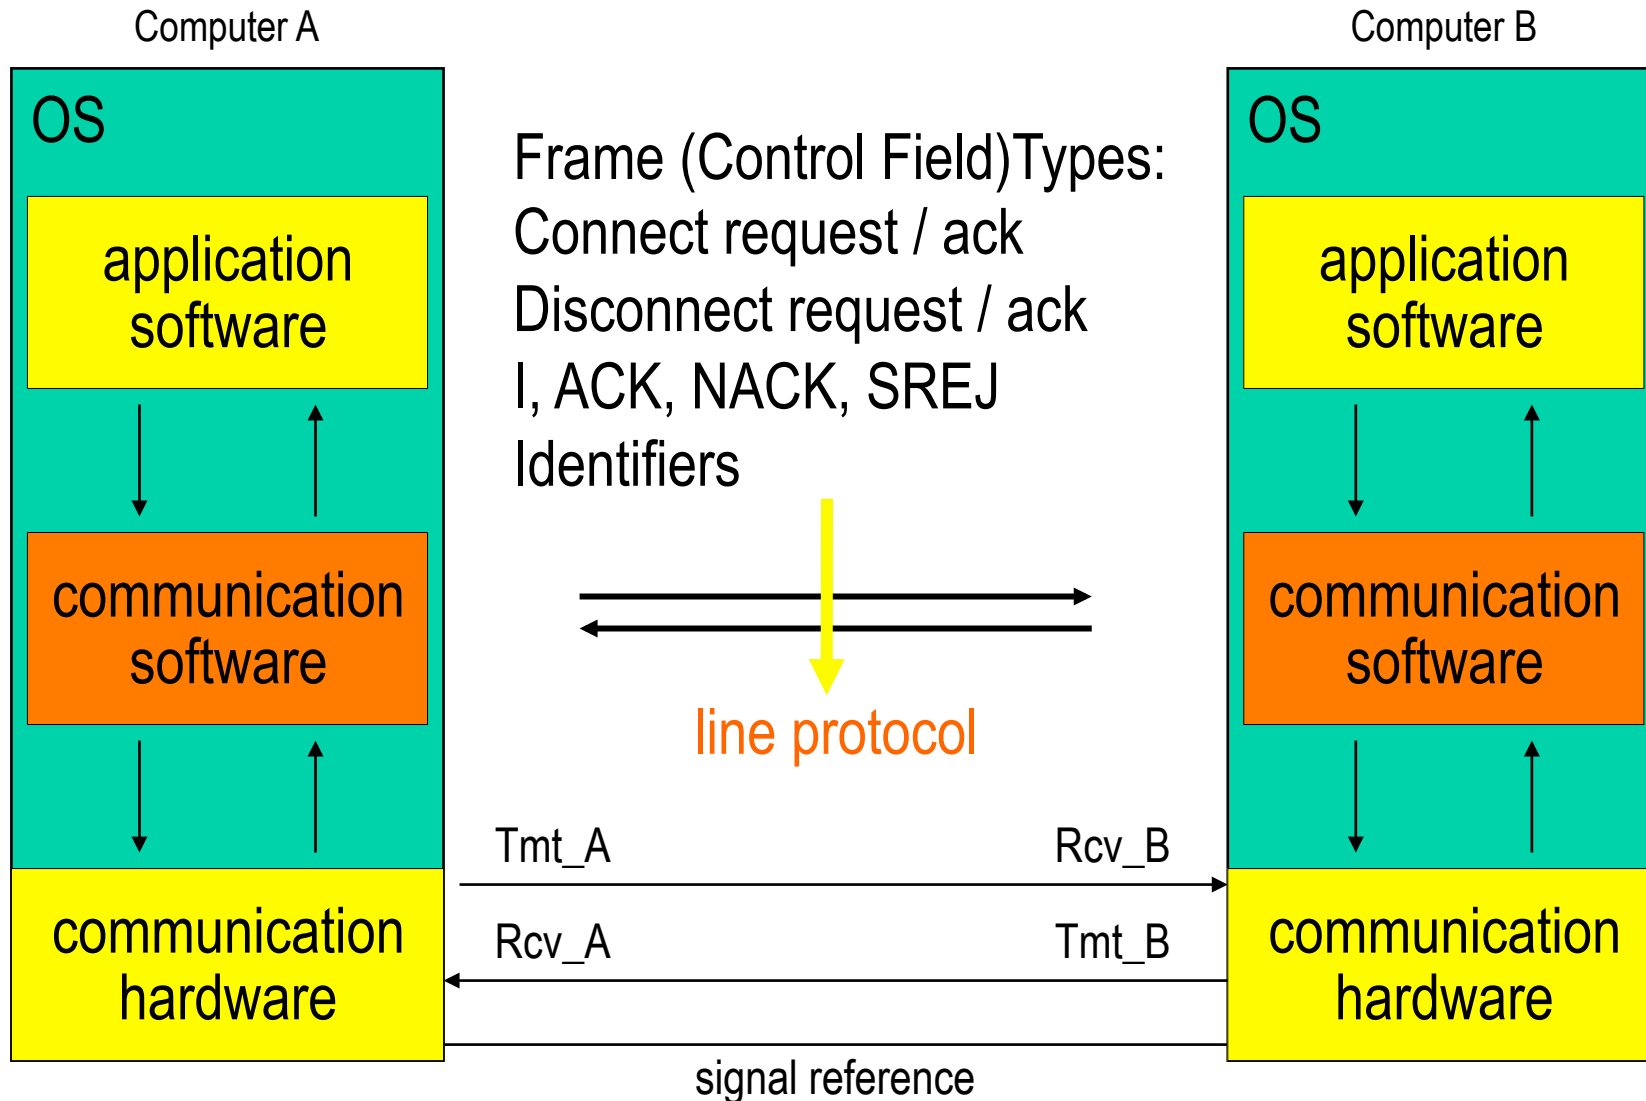 Computer A
Computer B
OS
OS
Frame (Control Field)Types:
Connect request / ack
Disconnect request / ack
I, ACK, NACK, SREJ
Identifiers
application
software
application
software
communication
software
communication
software
line protocol
Tmt_A
Rcv_B
Rcv_A
Tmt_B
communication
hardware
communication
hardware
signal reference